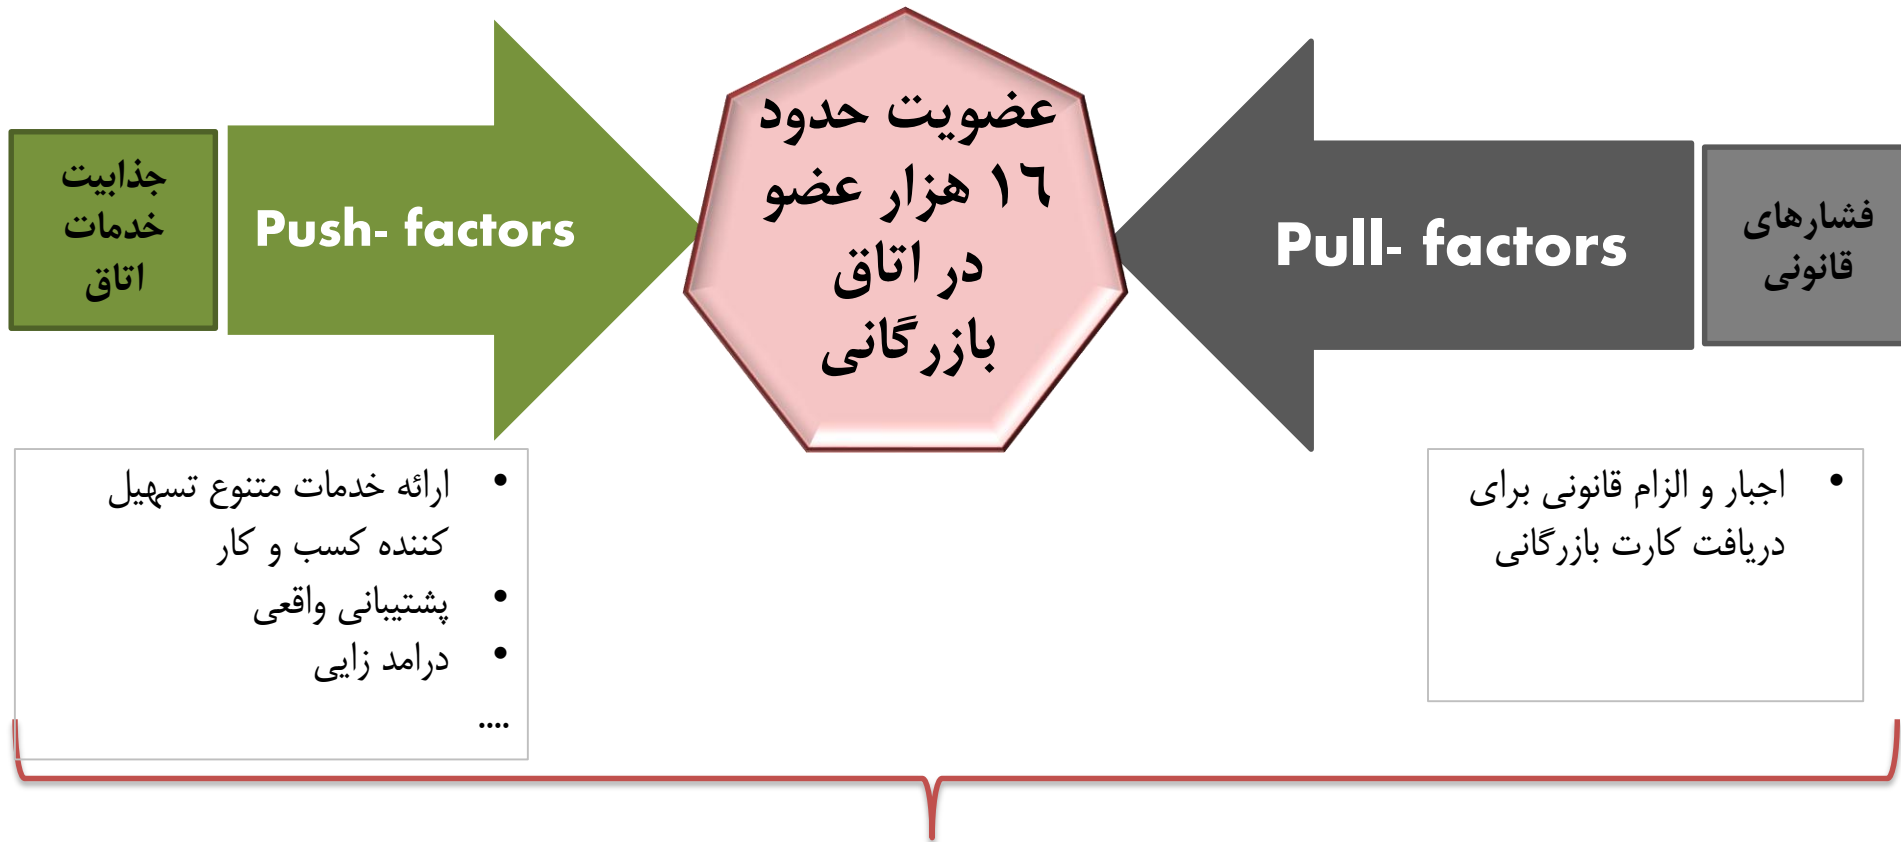 عضویت حدود
١٦ هزار عضو
در اتاق
بازرگانی
فشارهای
قانونی
Pull- factors
• اجبار و الزام قانونی برای
دریافت کارت بازرگانی
جذابیت
خدمات
اتاق
Push- factors
• ارائه خدمات متنوع تسهیل
کننده کسب و کار
• پشتیبانی واقعی
• درامد زایی
....